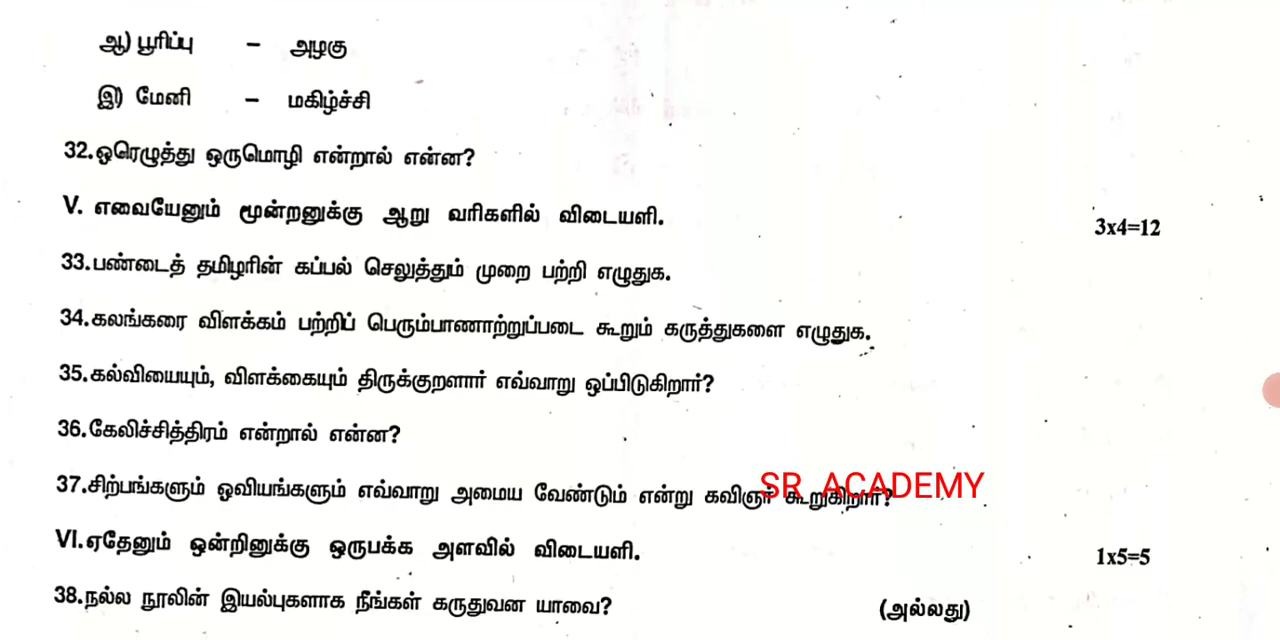 ஆ) பூரிப்பு – அழகு
இ) மேனி – மகிழ்ச்சி
32.ஓரெழுத்து ஒருமொழி என்றால் என்ன?
V. எவையேனும் மூன்றனுக்கு ஆறு வரிகளில் விடையளி. 3x4=12
33.பண்டைத் தமிழரின் கப்பல் செலுத்தும் முறை பற்றி எழுதுக.
34.கலங்கரை விளக்கம் பற்றிப் பெரும்பாணாற்றுப்படை கூறும் கருத்துகளை எழுதுக.
35.கல்வியையும், விளக்கையும் திருக்குறளார் எவ்வாறு ஒப்பிடுகிறார்?
36.கேலிச்சித்திரம் என்றால் என்ன?
37.சிற்பங்களும் ஓவியங்களும் எவ்வாறு அமைய வேண்டும் என்று கவிஞர் கூறுகிறார்?
SR ACADEMY
VI.ஏதேனும் ஒன்றினுக்கு ஒருபக்க அளவில் விடையளி. 1x5=5
38.நல்ல நூலின் இயல்புகளாக நீங்கள் கருதுவன யாவை? (அல்லது)